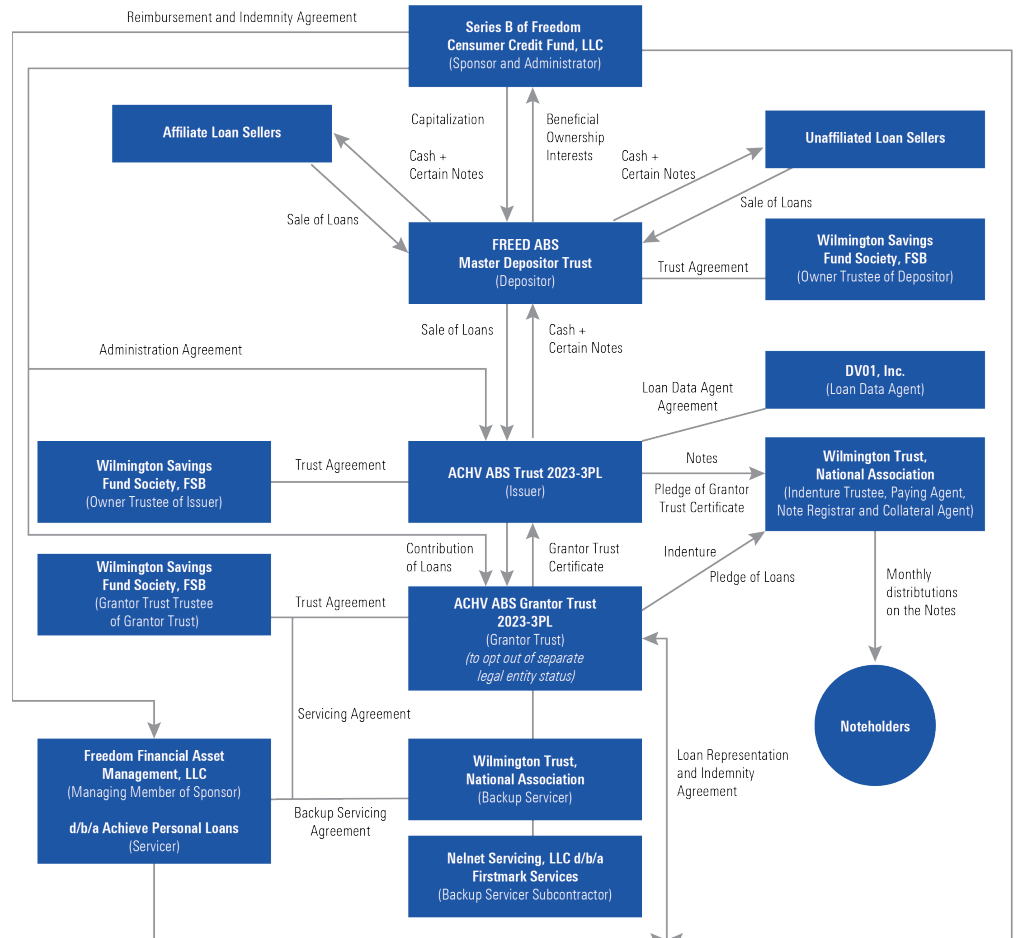 Reimbursement and Indemnity Agreement
Series B of Freedom
Censumer Credit Fund, LLC
(Sponsor and Administrator)
Affiliate Loan Sellers
Capitalization
Beneficial
Ownership
Interests
Unaffiliated Loan Sellers
Cash +
Certain Notes
Cash +
Certain Notes
Sale of Loans
Sale of Loans
FREED ABS
Master Depositor Trust
(Depositor)
Trust Agreement
Wilmington Savings
Fund Society, FSB
(Owner Trustee of Depositor)
Sale of Loans
Cash +
Certain Notes
Administration Agreement
Loan Data Agent
Agreement
DV01, Inc.
(Loan Data Agent)
Wilmington Savings
Fund Society, FSB
(Owner Trustee of Issuer)
Trust Agreement
ACHV ABS Trust 2023-3PL
(Issuer)
Notes
Pledge of Grantor
Trust Certificate
Wilmington Trust,
National Association
(Indenture Trustee, Paying Agent,
Note Registrar and Collateral Agent)
Contribution
of Loans
Grantor Trust
Certificate
Indenture
Pledge of Loans
Monthly
distribtutions
on the Notes
Wilmington Savings
Fund Society, FSB
(Grantor Trust Trustee
of Grantor Trust)
Trust Agreement
ACHV ABS Grantor Trust
2023-3PL
(Grantor Trust)
(to opt out of separate
legal entity status)
Noteholders
Servicing Agreement
Freedom Financial Asset
Management, LLC
(Managing Member of Sponsor)
d/b/a Achieve Personal Loans
(Servicer)
Backup Servicing
Agreement
Wilmington Trust,
National Association
(Backup Servicer)
Loan Representation
and Indemnity
Agreement
Nelnet Servicing, LLC d/b/a
Firstmark Services
(Backup Servicer Subcontractor)